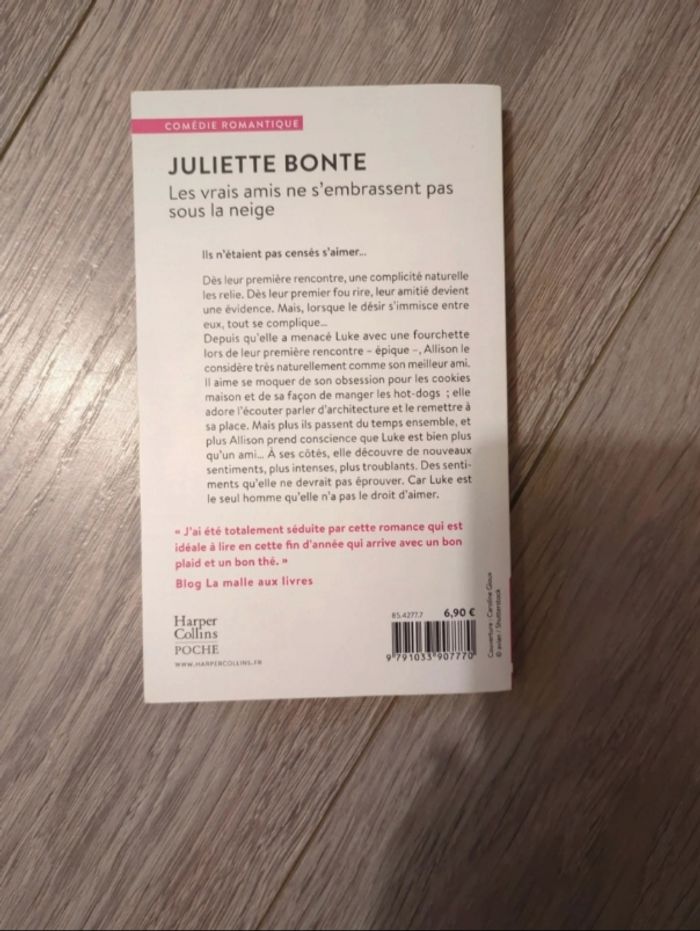 COMÉDIE ROMANTIQUE
JULIETTE BONTE
Les vrais amis ne s'embrassent pas
sous la neige
Ils n'étaient pas censés s'aimer...
Dès leur première rencontre, une complicité naturelle
les relie. Dès leur premier fou rire, leur amitié devient
une évidence. Mais, lorsque le désir s'immisce entre
eux, tout se complique...
Depuis qu'elle a menacé Luke avec une fourchette
lors de leur première rencontre – épique –, Allison le
considère très naturellement comme son meilleur ami.
Il aime se moquer de son obsession pour les cookies
maison et de sa façon de manger les hot-dogs ; elle
adore l'écouter parler d'architecture et le remettre à
sa place. Mais plus ils passent du temps ensemble, et
plus Allison prend conscience que Luke est bien plus
qu'un ami... À ses côtés, elle découvre de nouveaux
sentiments, plus intenses, plus troublants. Des senti-
ments qu'elle ne devrait pas éprouver. Car Luke est
le seul homme qu'elle n'a pas le droit d'aimer.
« J'ai été totalement séduite par cette romance qui est
idéale à lire en cette fin d'année qui arrive avec un bon
plaid et un bon thé. »
Blog La malle aux livres
Harper
Collins
POCHE
WWW.HARPERCOLLINS.FR
85.4277.7 6,90 €
9 791033 907770
Couverture : Caroline Gioux
© avian / Shutterstock